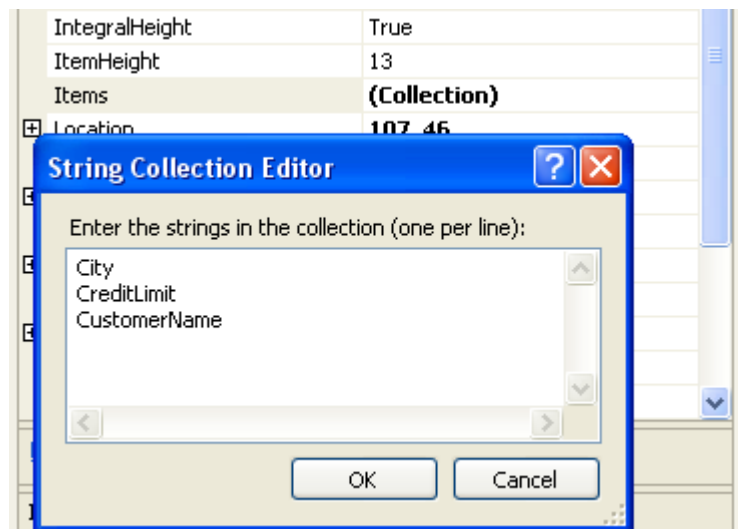 IntegralHeight True
ItemHeight 13
Items (Collection)
Location 107, 46
String Collection Editor
Enter the strings in the collection (one per line):
City
CreditLimit
CustomerName
OK Cancel